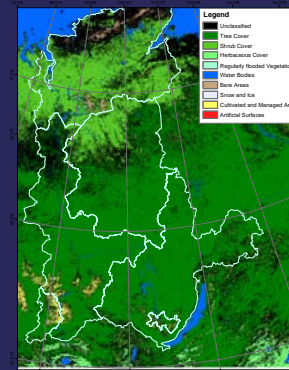 Legend
Unclassified
Tree Cover
Shrub Cover
Herbaceous Cover
Regularly flooded Vegetatio
Water Bodies
Bare Areas
Snow and Ice
Cultivated and Managed Ar
Artificial Surfaces